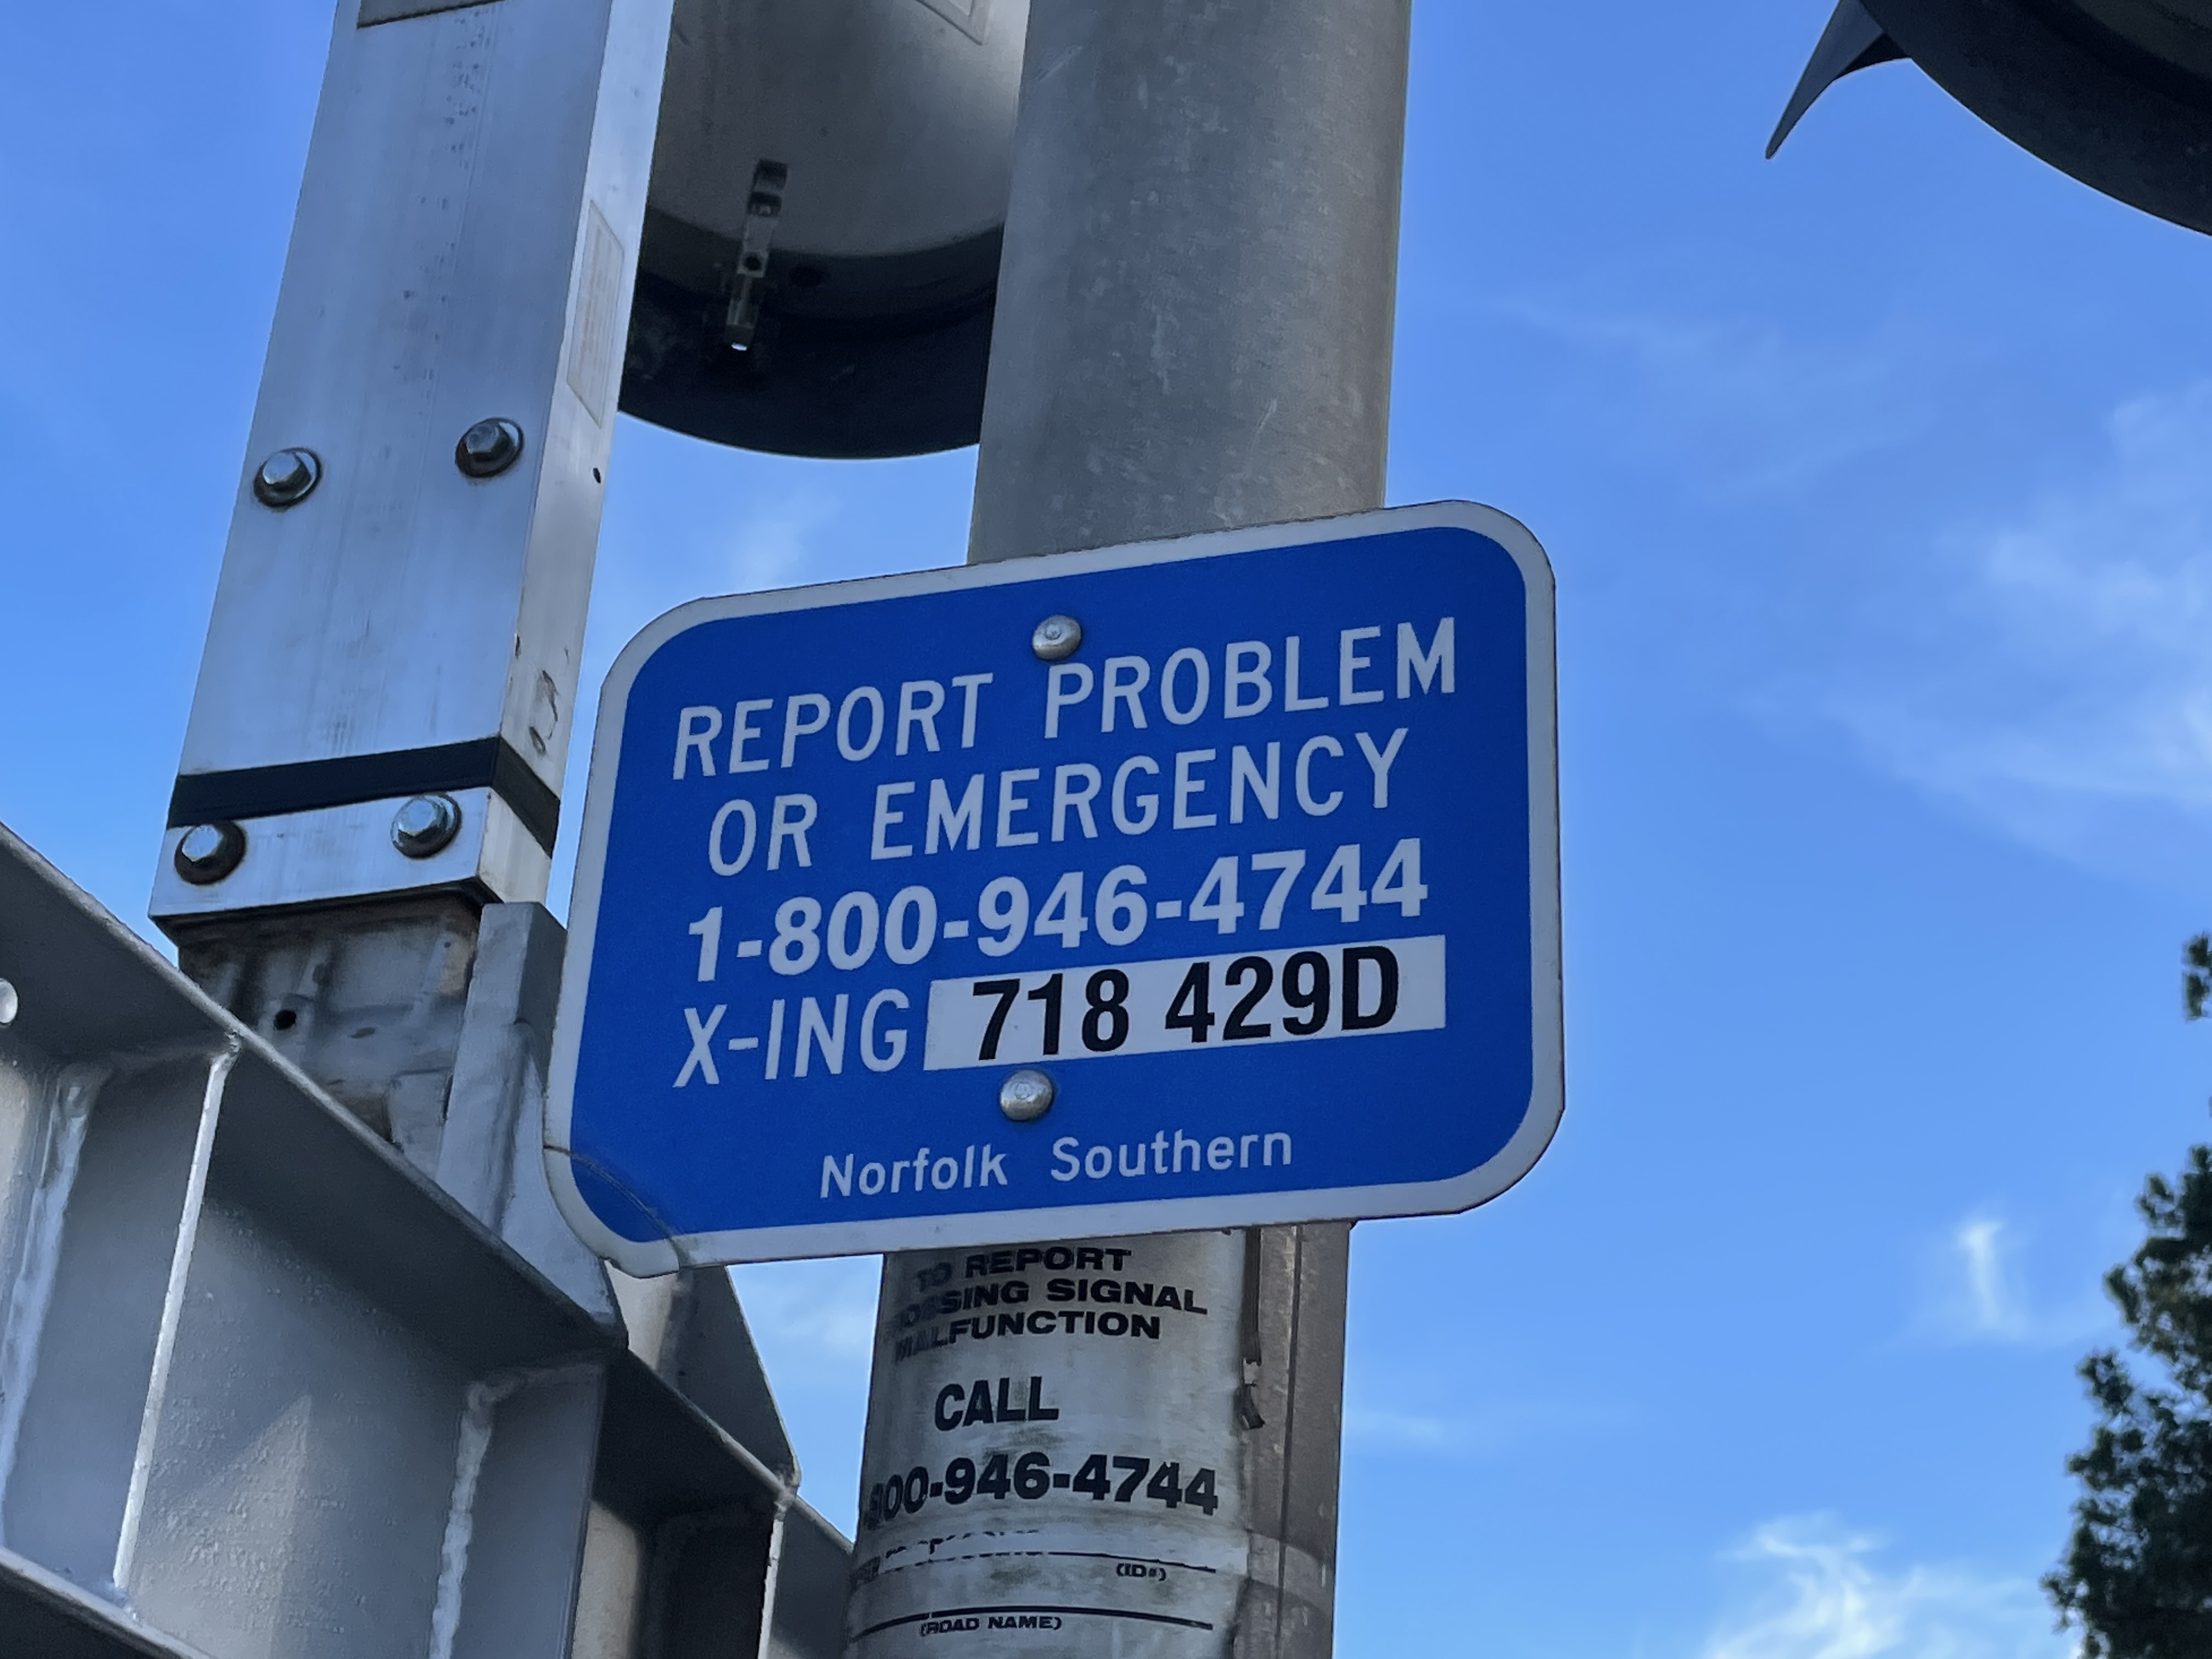 REPORT PROBLEM
OR EMERGENCY
1-800-946-4744
X-ING 718 429D
Norfolk Southern
TO REPORT
OSSING SIGNAL
MALFUNCTION
CALL
800-946-4744
(ID#)
(ROAD NAME)